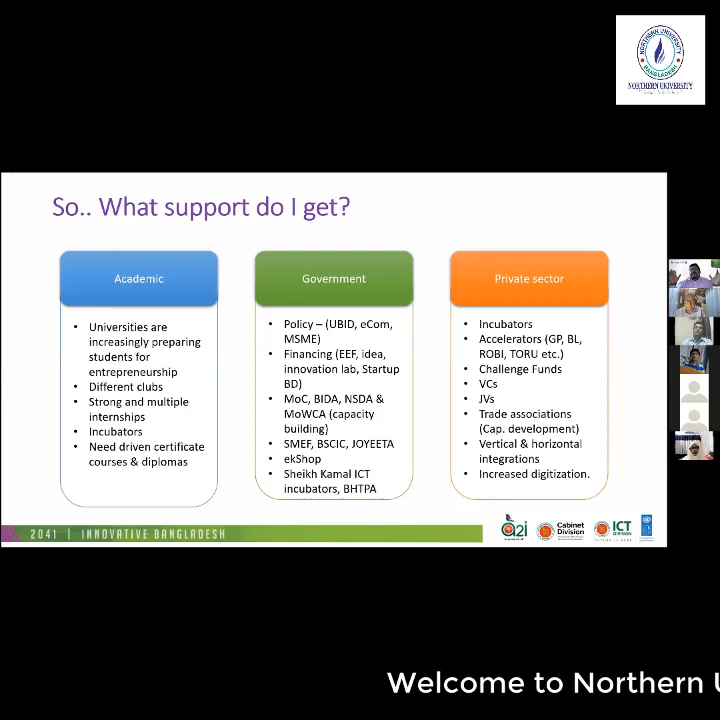 NORTHERN UNIVERSITY
BANGLADESH
NORTHERN UNIVERSITY
So.. What support do I get?
Academic
• Universities are
increasingly preparing
students for
entrepreneurship
• Different clubs
• Strong and multiple
internships
• Incubators
• Need driven certificate
courses & diplomas
Government
• Policy – (UBID, eCom,
MSME)
• Financing (EEF, idea,
innovation lab, Startup
BD)
• MoC, BIDA, NSDA &
MoWCA (capacity
building)
• SMEF, BSCIC, JOYEETA
• ekShop
• Sheikh Kamal ICT
incubators, BHTPA
Private sector
• Incubators
• Accelerators (GP, BL,
ROBI, TORU etc.)
• Challenge Funds
• VCs
• JVs
• Trade associations
(Cap. development)
• Vertical & horizontal
integrations
• Increased digitization.
2041 | INNOVATIVE BANGLADESH
a2i
Cabinet
Division
ICT
DIVISION
Welcome to Northern U